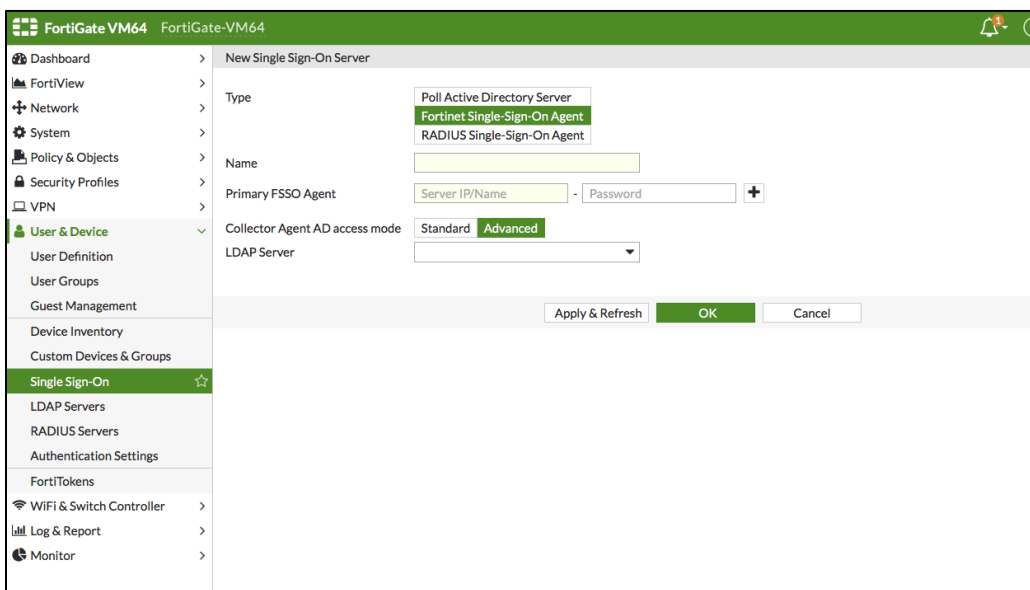 FortiGate VM64 FortiGate-VM64 1
Dashboard
FortiView
Network
System
Policy & Objects
Security Profiles
VPN
User & Device
User Definition
User Groups
Guest Management
Device Inventory
Custom Devices & Groups
Single Sign-On
LDAP Servers
RADIUS Servers
Authentication Settings
FortiTokens
WiFi & Switch Controller
Log & Report
Monitor
New Single Sign-On Server
Type
Poll Active Directory Server
Fortinet Single-Sign-On Agent
RADIUS Single-Sign-On Agent
Name
Primary FSSO Agent Server IP/Name - Password
Collector Agent AD access mode Standard Advanced
LDAP Server
Apply & Refresh OK Cancel